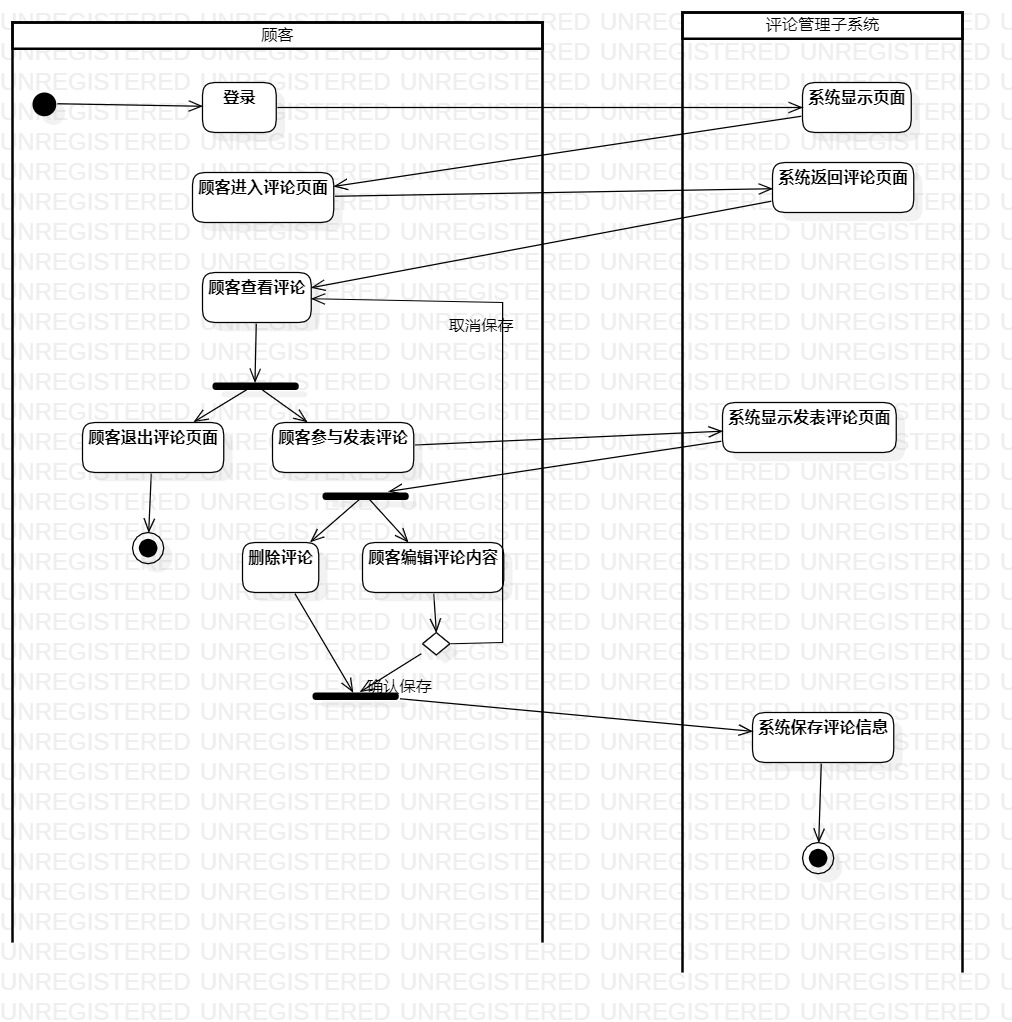 顾客
评论管理子系统
登录
系统显示页面
顾客进入评论页面
系统返回评论页面
顾客查看评论
取消保存
顾客退出评论页面
顾客参与发表评论
系统显示发表评论页面
删除评论
顾客编辑评论内容
确认保存
系统保存评论信息
UNREGISTERED